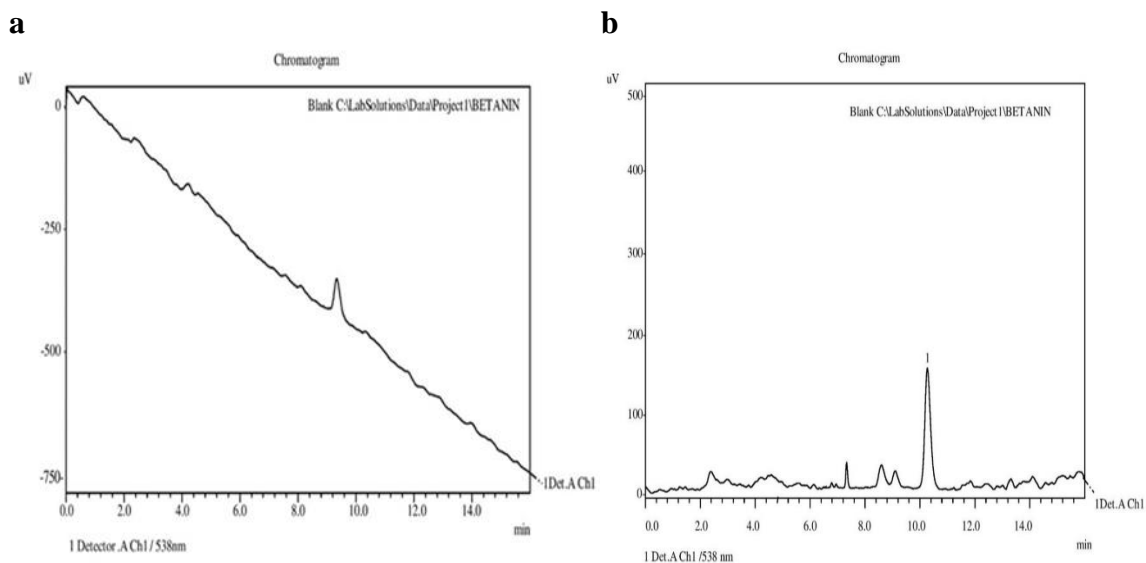 a
Chromatogram
uV
Blank C:\LabSolutions\Data\Project1\BETANIN
0
-250
-500
-750
1Det.A Ch1
0.0 2.0 4.0 6.0 8.0 10.0 12.0 14.0
min
1 Detector .A Ch1 / 538nm
b
Chromatogram
uV
500
Blank C:\LabSolutions\Data\Project1\BETANIN
400
300
200
1
100
0
1Det.A Ch1
0.0 2.0 4.0 6.0 8.0 10.0 12.0 14.0
min
1 Det.A Ch1 /538 nm